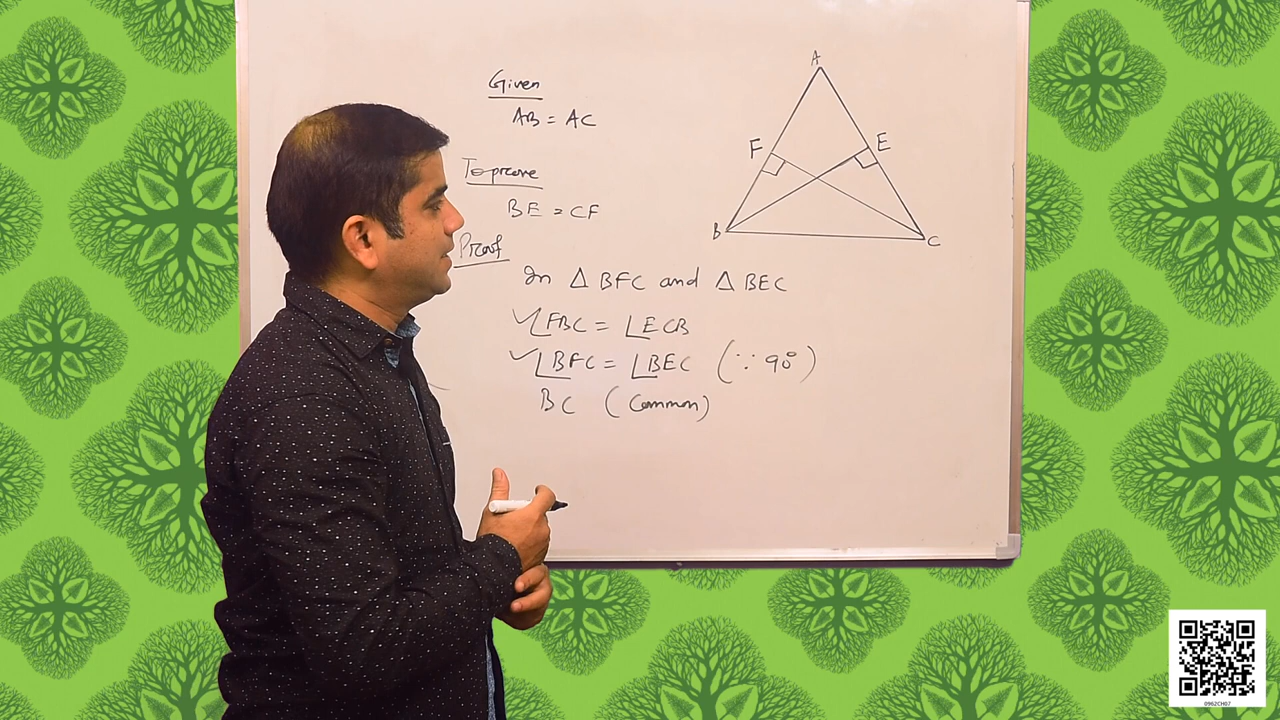 Given
AB = AC
To prove
BE = CF
Proof
In Δ BFC and Δ BEC
✓∠FBC = ∠ECB
✓∠BFC = ∠BEC (∵ 90°)
BC (Common)
A
F
E
B
C
0962CH07